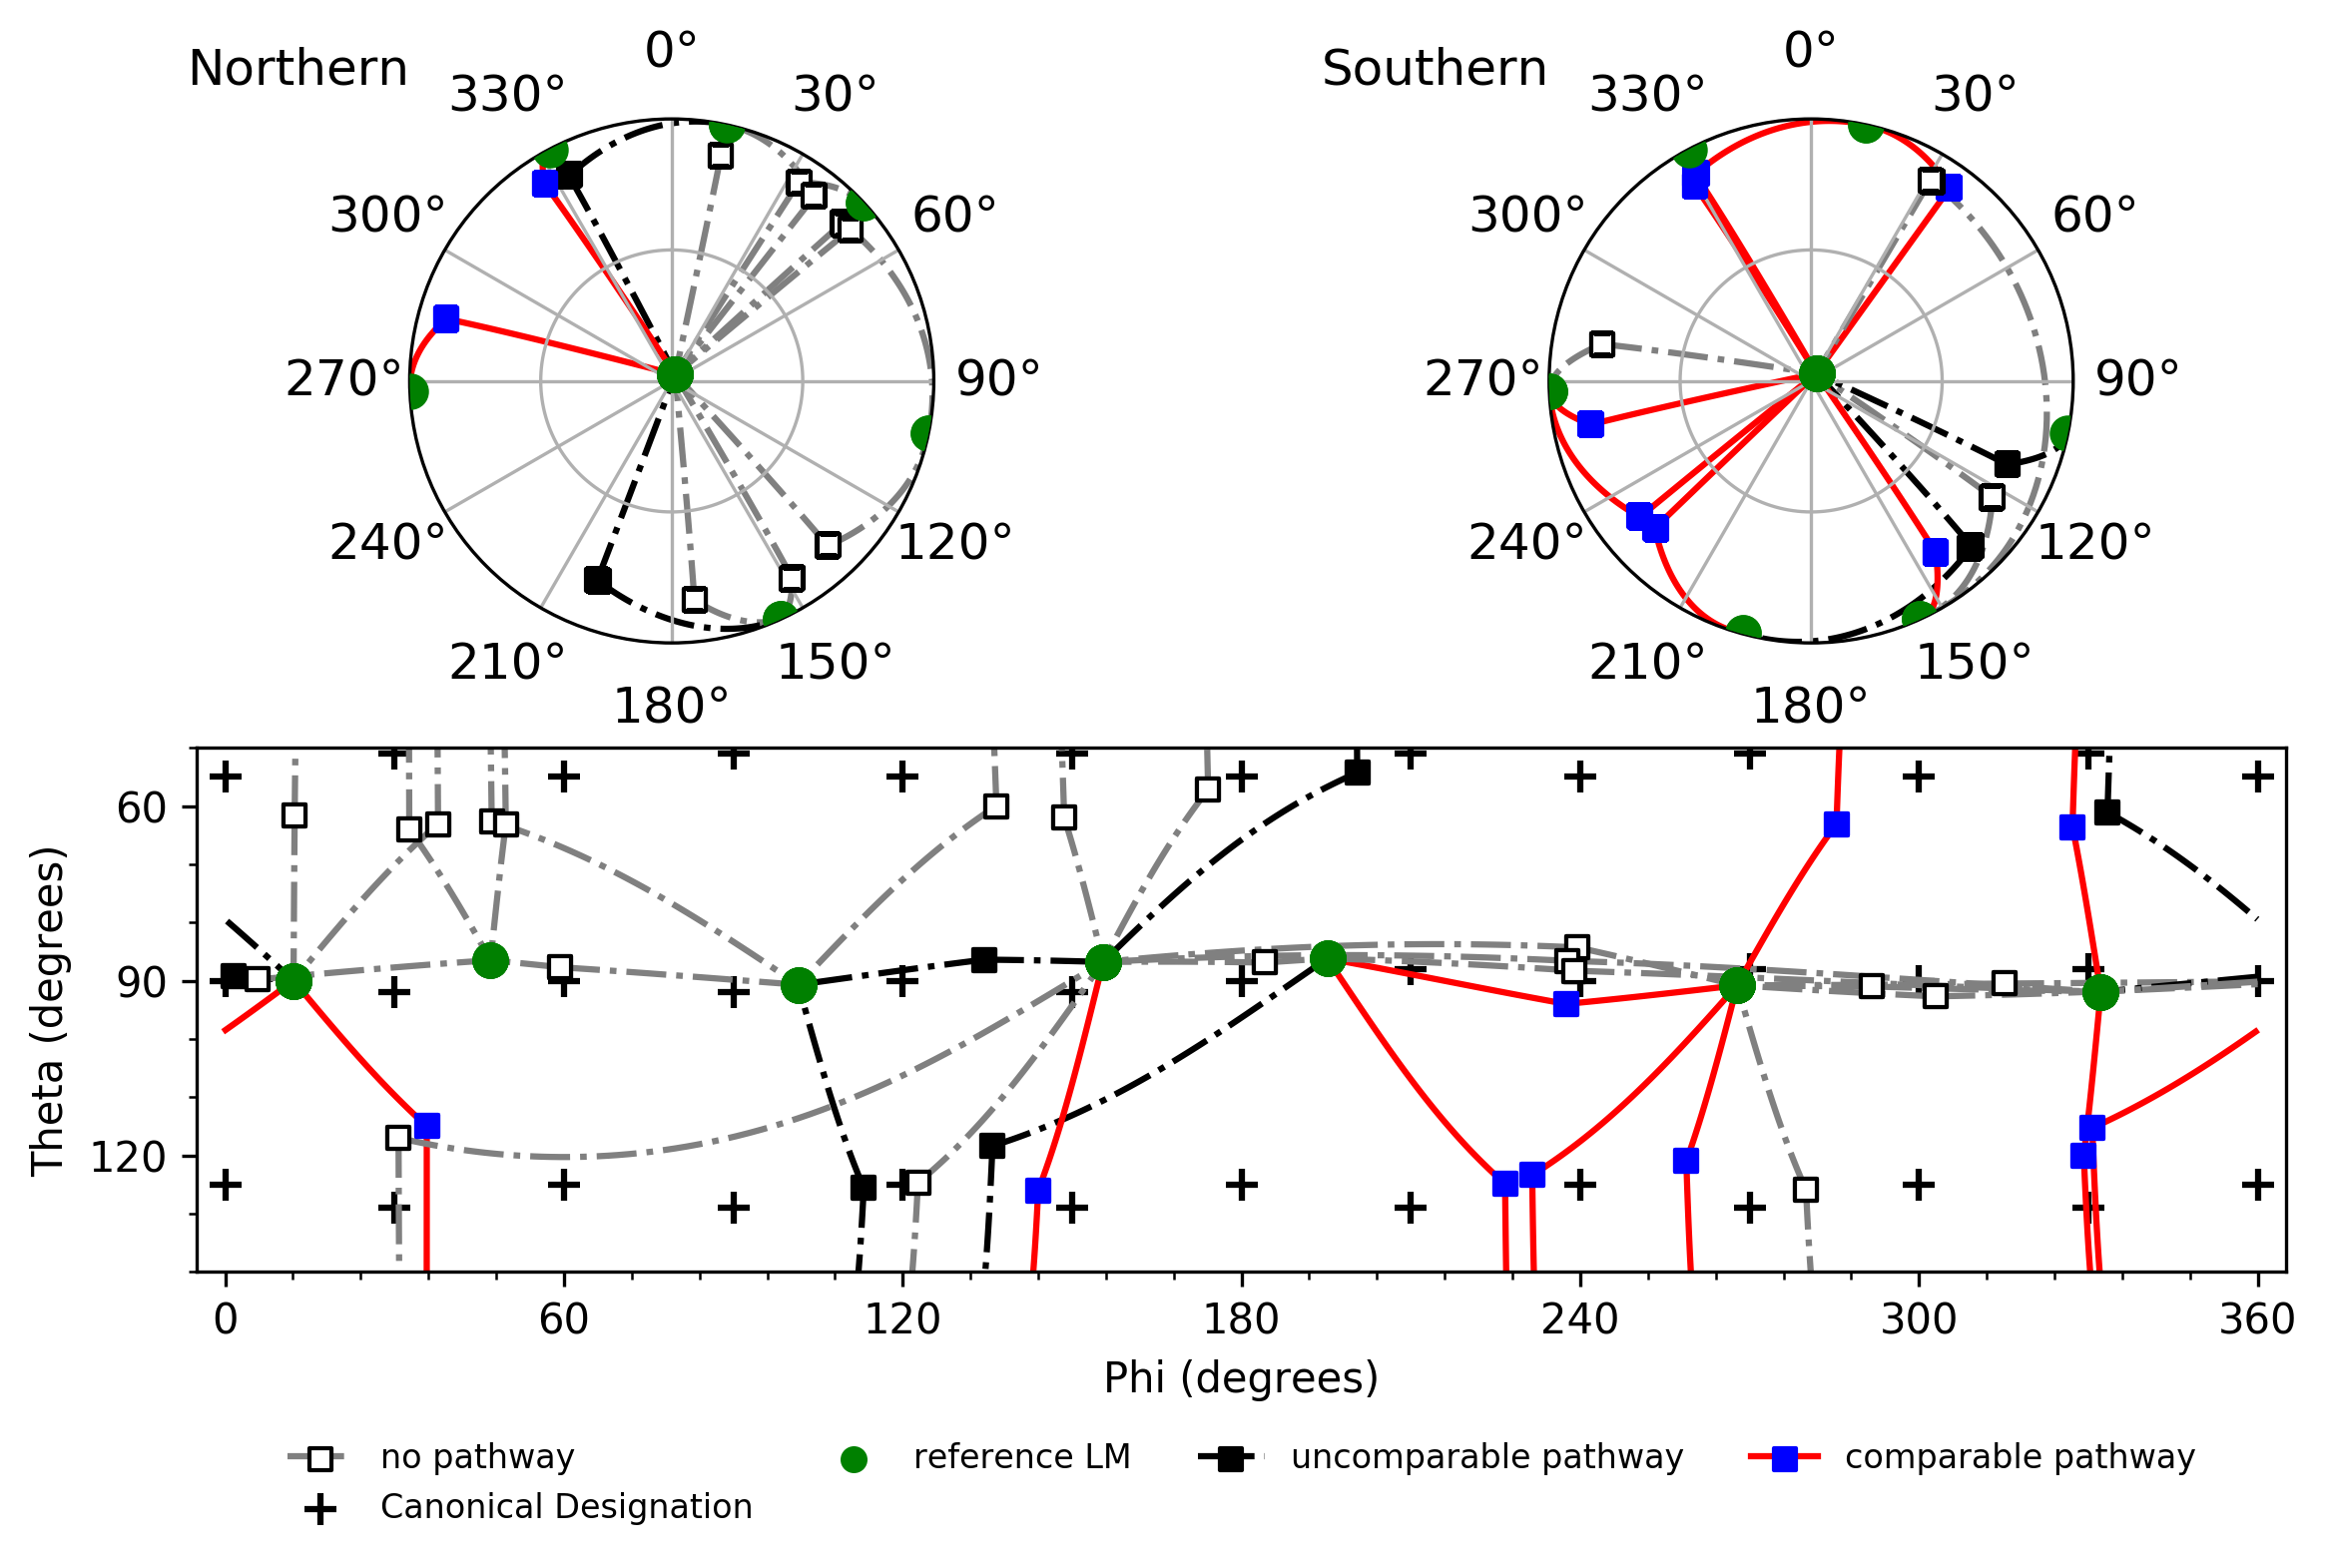 Northern
0°
30°
60°
90°
120°
150°
180°
210°
240°
270°
300°
330°
Southern
0°
30°
60°
90°
120°
150°
180°
210°
240°
270°
300°
330°
Theta (degrees)
60
90
120
0 60 120 180 240 300 360
Phi (degrees)
no pathway
reference LM
uncomparable pathway
comparable pathway
Canonical Designation